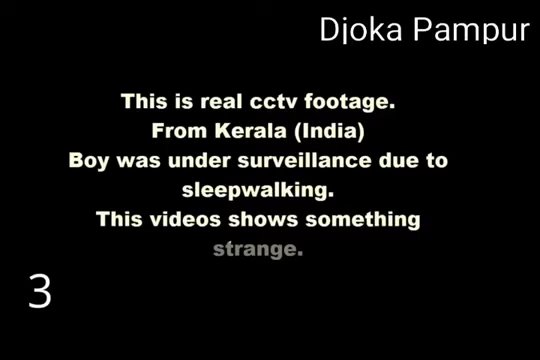 Djoka Pampur
This is real cctv footage.
From Kerala (India)
Boy was under surveillance due to
sleepwalking.
This videos shows something
strange.
3